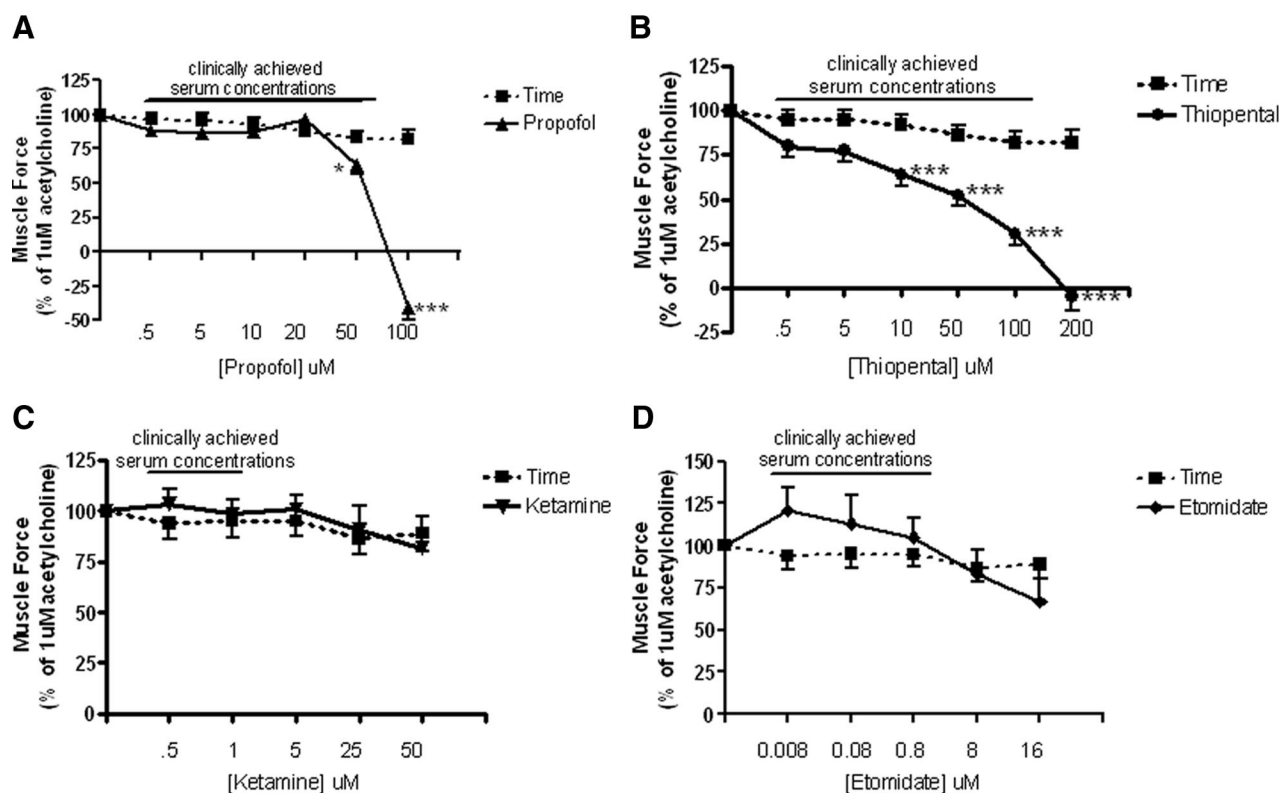 A
clinically achieved
serum concentrations
Muscle Force
(% of 1uM acetylcholine)
125
100
75
50
25
0
-25
-50
.5 5 10 20 50 100
[Propofol] uM
Time
Propofol
*
***
B
clinically achieved
serum concentrations
Muscle Force
(% of 1uM acetylcholine)
125
100
75
50
25
0
-25
.5 5 10 50 100 200
[Thiopental] uM
Time
Thiopental
***
***
***
***
C
clinically achieved
serum concentrations
Muscle Force
(% of 1uM acetylcholine)
125
100
75
50
25
0
.5 1 5 25 50
[Ketamine] uM
Time
Ketamine
D
clinically achieved
serum concentrations
Muscle Force
(% of 1uM acetylcholine)
150
125
100
75
50
25
0
0.008 0.08 0.8 8 16
[Etomidate] uM
Time
Etomidate